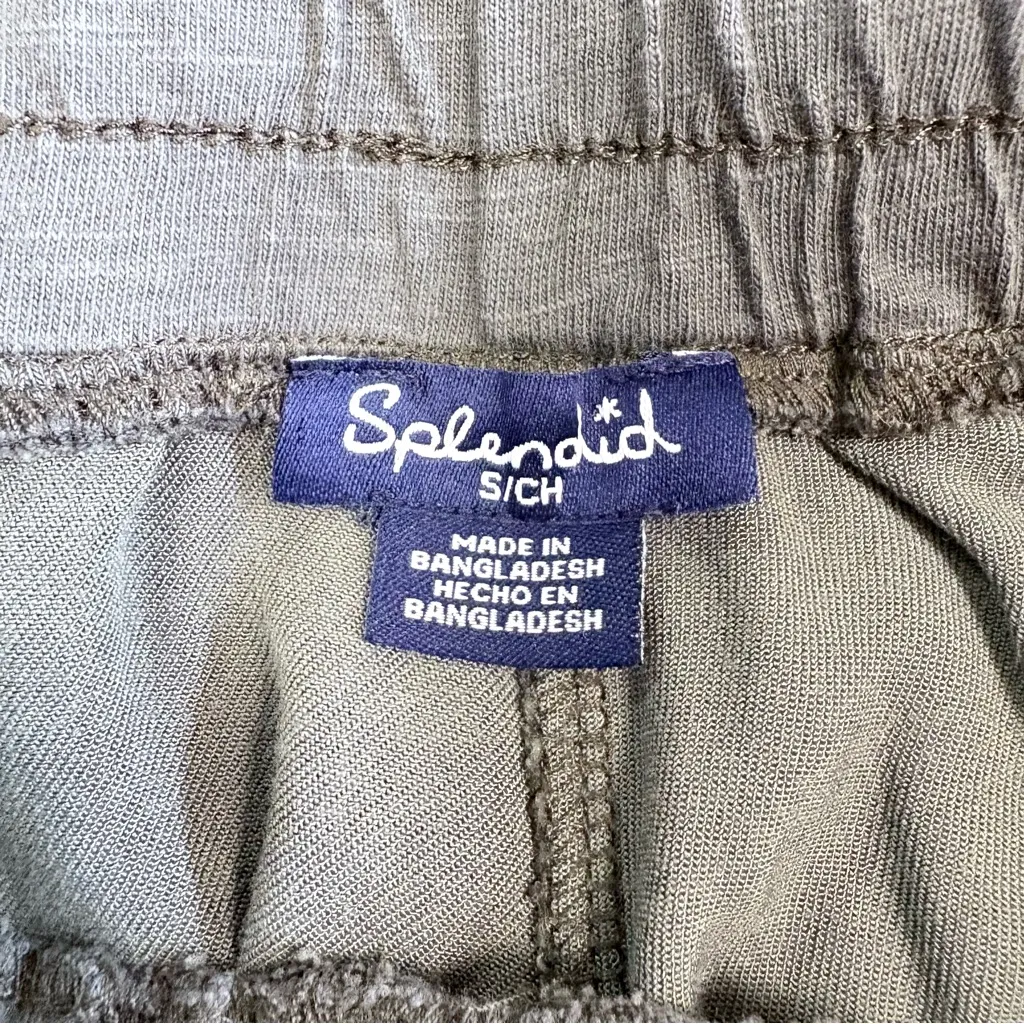 Splendid
S/CH
MADE IN
BANGLADESH
HECHO EN
BANGLADESH